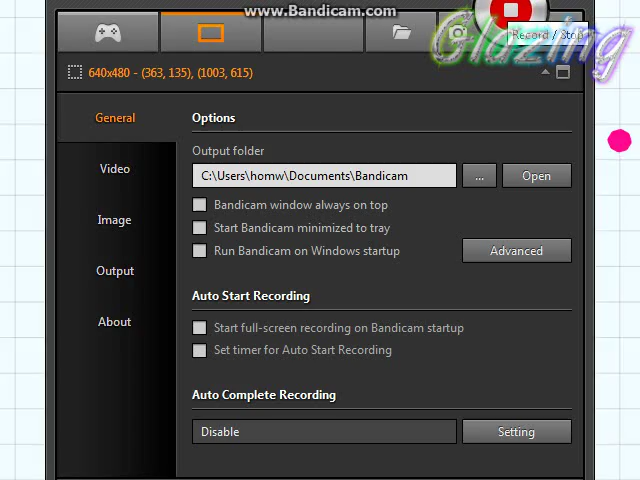 www.Bandicam.com
Glazing
Record / Stop
640x480 - (363, 135), (1003, 615)
General
Options
Output folder
C:\Users\homw\Documents\Bandicam
...
Open
Video
Bandicam window always on top
Start Bandicam minimized to tray
Image
Run Bandicam on Windows startup
Advanced
Output
Auto Start Recording
About
Start full-screen recording on Bandicam startup
Set timer for Auto Start Recording
Auto Complete Recording
Disable
Setting